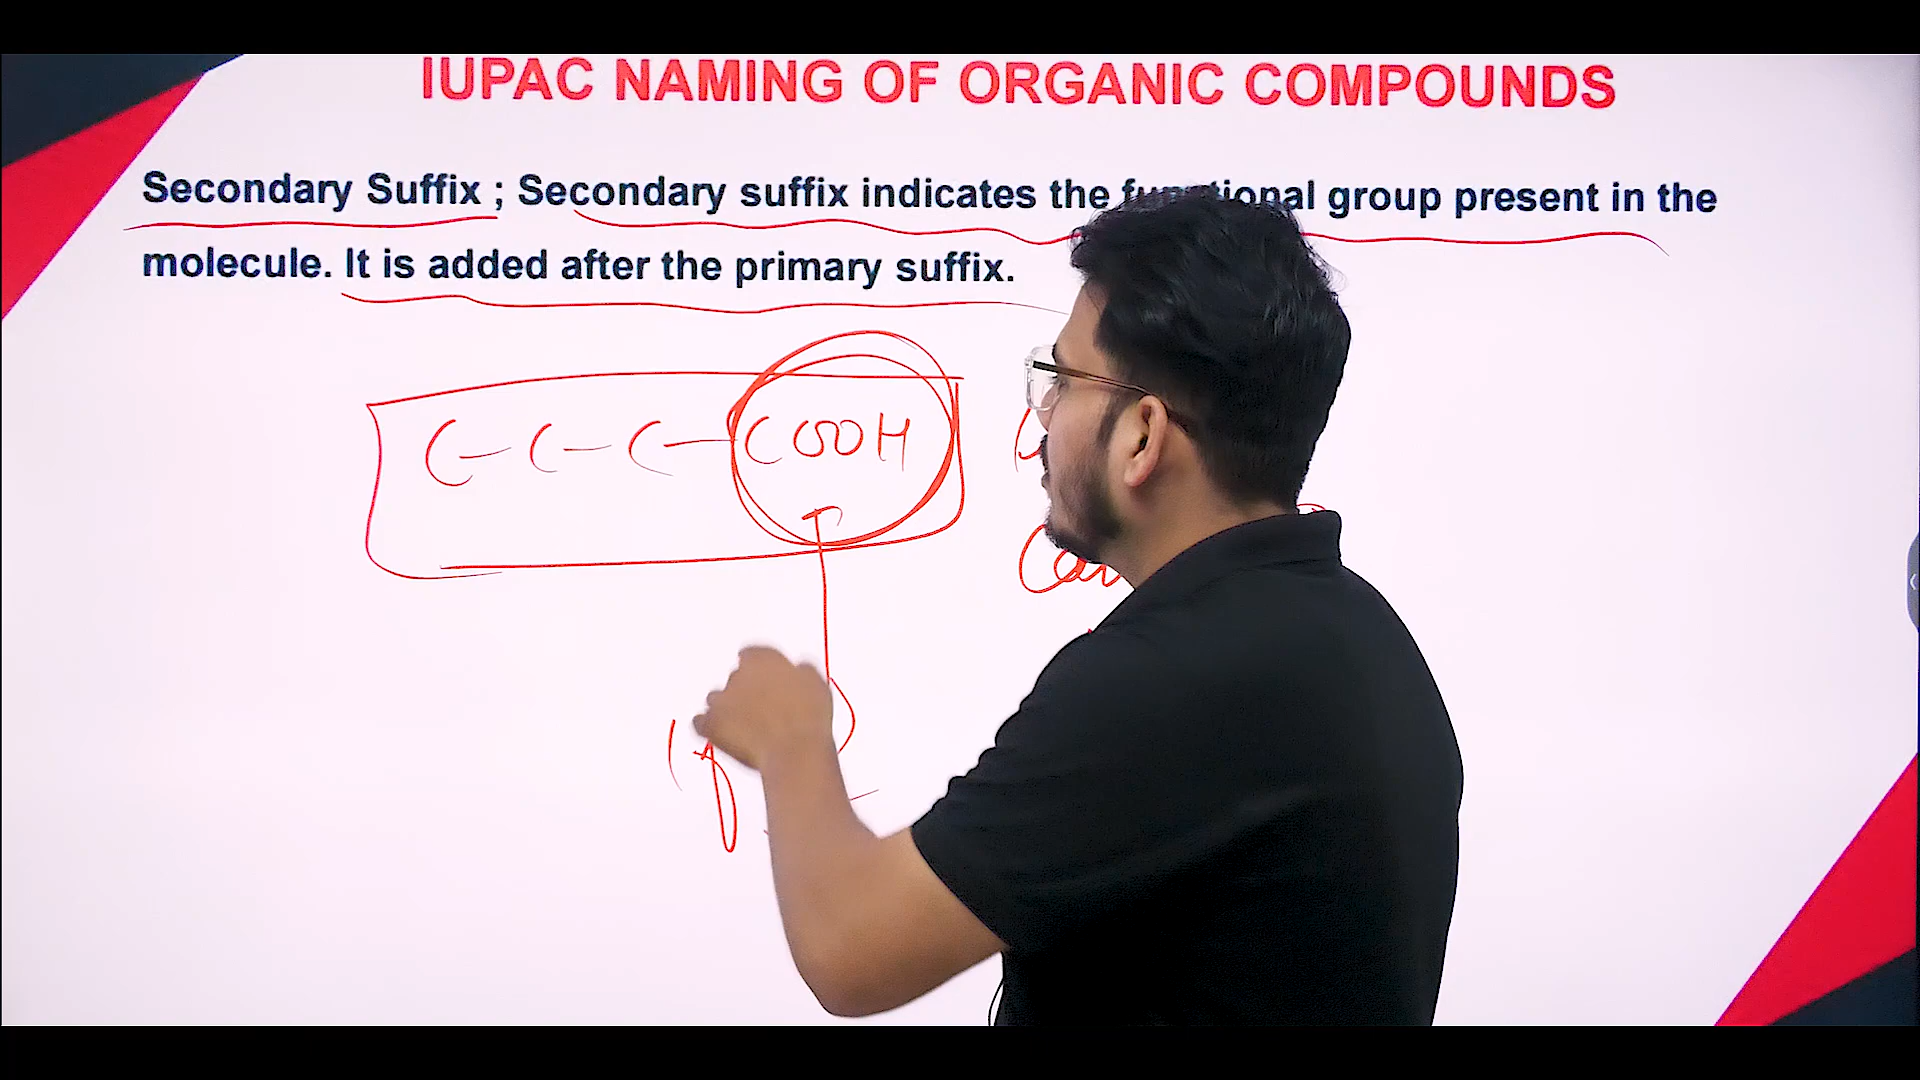 IUPAC NAMING OF ORGANIC COMPOUNDS
Secondary Suffix ; Secondary suffix indicates the functional group present in the
molecule. It is added after the primary suffix.
C-C-C-COOH